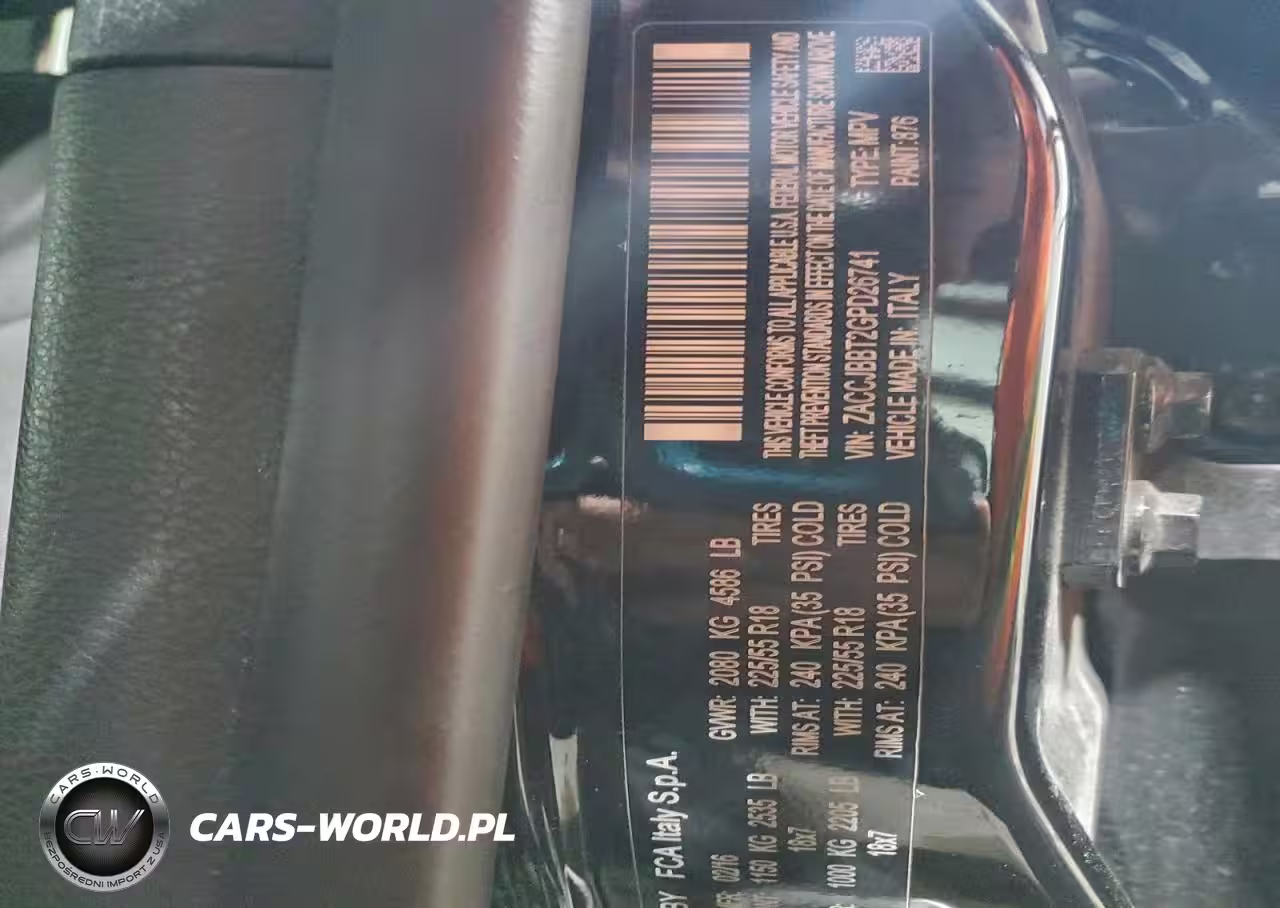 BY FCA Italy S.p.A.
02/16 GVWR: 2080 KG 4586 LB
1150 KG 2535 LB WITH: 225/55 R18 TIRES
18x7 RIMS AT: 240 KPA(35 PSI) COLD
1000 KG 2205 LB WITH: 225/55 R18 TIRES
18x7 RIMS AT: 240 KPA(35 PSI) COLD
THIS VEHICLE CONFORMS TO ALL APPLICABLE U.S.A. FEDERAL MOTOR VEHICLE SAFETY AND
THEFT PREVENTION STANDARDS IN EFFECT ON THE DATE OF MANUFACTURE SHOWN ABOVE
VIN: ZACCJBBT2GPD26741 TYPE: MPV
VEHICLE MADE IN: ITALY PAINT: 876
CARS-WORLD
CW
BEZPOŚREDNI IMPORT Z USA
CARS-WORLD.PL